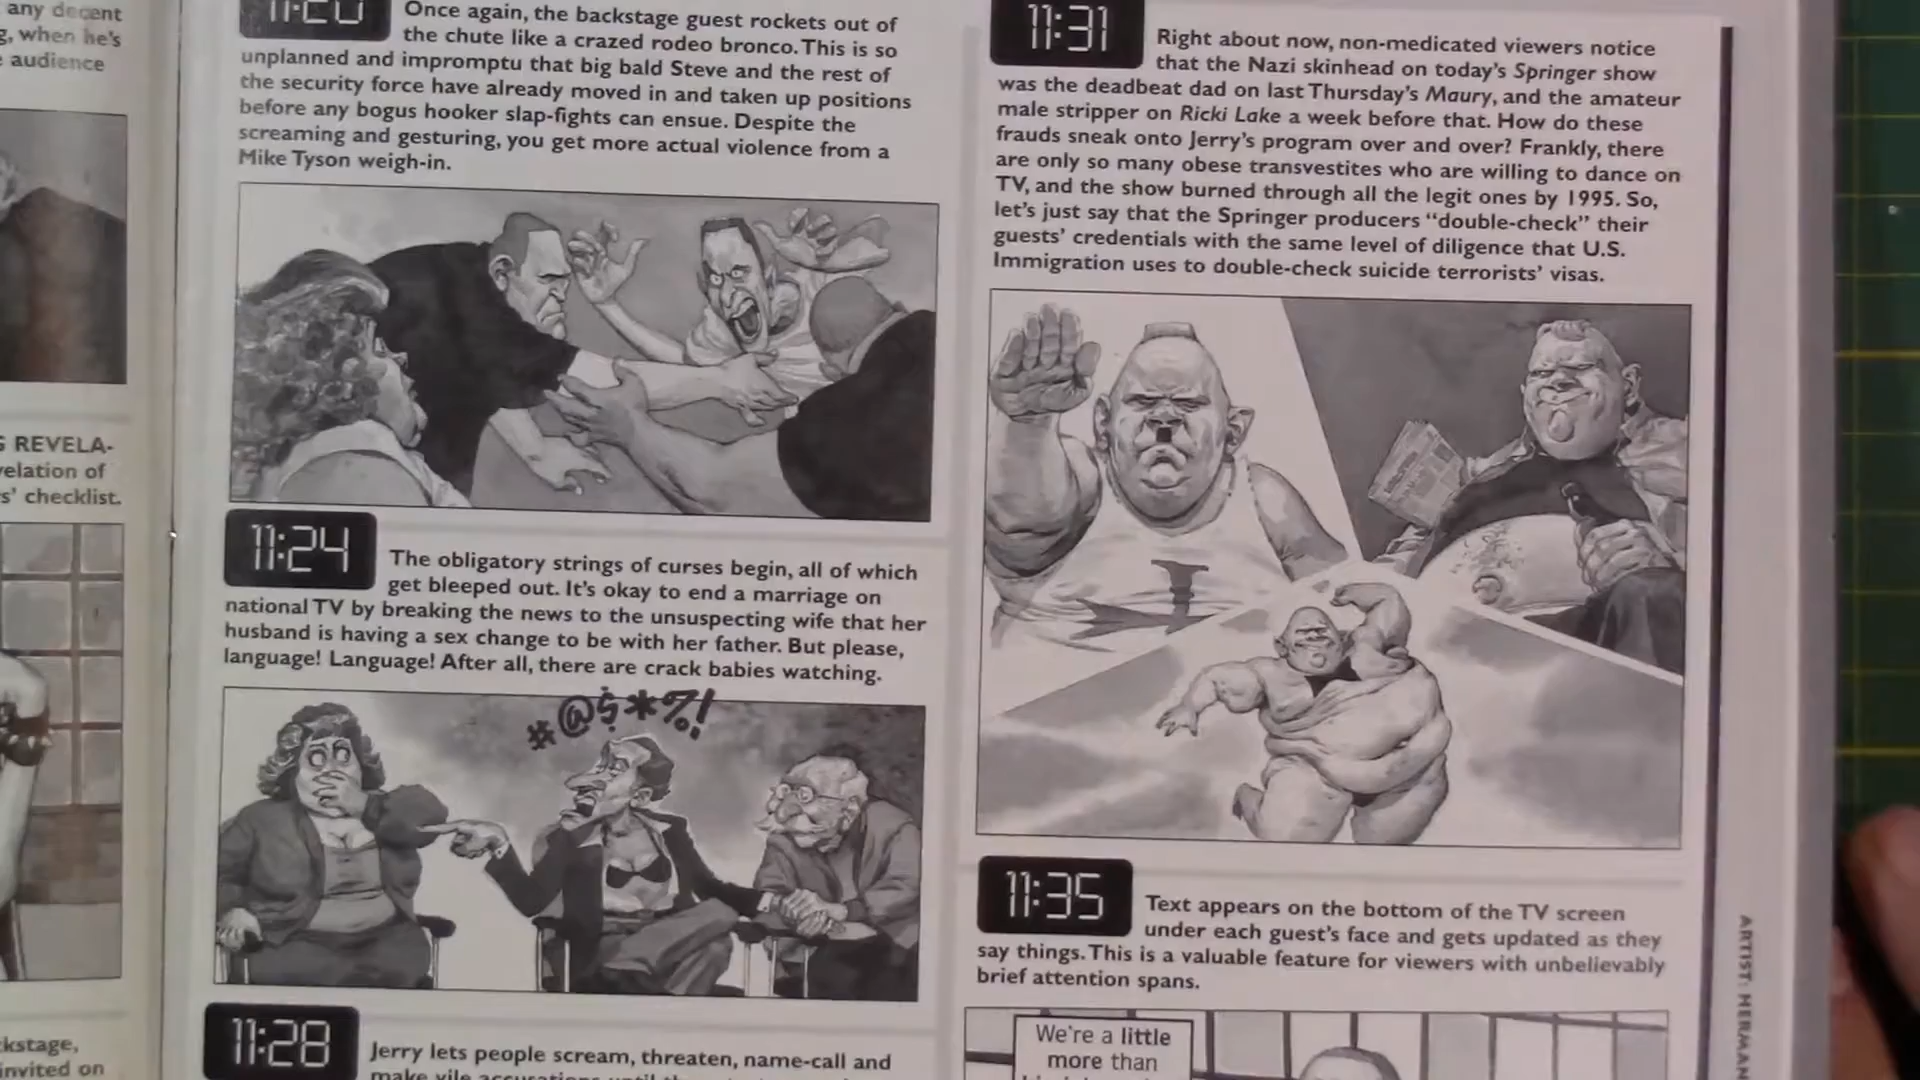 any decent
when he's
audience
REVELA-
velation of
s' checklist.
kstage,
invited on
11:20
Once again, the backstage guest rockets out of
the chute like a crazed rodeo bronco. This is so
unplanned and impromptu that big bald Steve and the rest of
the security force have already moved in and taken up positions
before any bogus hooker slap-fights can ensue. Despite the
screaming and gesturing, you get more actual violence from a
Mike Tyson weigh-in.
11:24
The obligatory strings of curses begin, all of which
get bleeped out. It's okay to end a marriage on
national TV by breaking the news to the unsuspecting wife that her
husband is having a sex change to be with her father. But please,
language! Language! After all, there are crack babies watching.
#@$*%!
11:28
Jerry lets people scream, threaten, name-call and
make vile
11:31
Right about now, non-medicated viewers notice
that the Nazi skinhead on today's Springer show
was the deadbeat dad on last Thursday's Maury, and the amateur
male stripper on Ricki Lake a week before that. How do these
frauds sneak onto Jerry's program over and over? Frankly, there
are only so many obese transvestites who are willing to dance on
TV, and the show burned through all the legit ones by 1995. So,
let's just say that the Springer producers “double-check” their
guests' credentials with the same level of diligence that U.S.
Immigration uses to double-check suicide terrorists' visas.
11:35
Text appears on the bottom of the TV screen
under each guest's face and gets updated as they
say things. This is a valuable feature for viewers with unbelievably
brief attention spans.
We're a little
more than
ARTIST: HERMAN